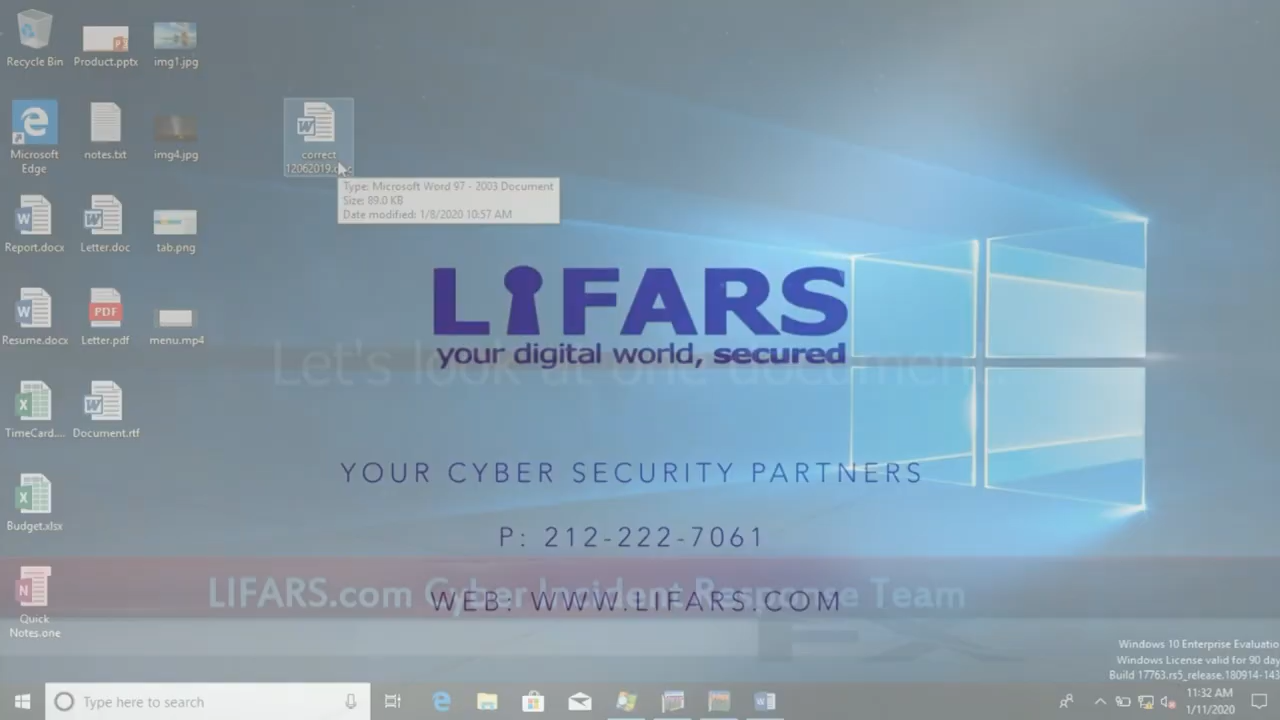 Recycle Bin
Product.pptx
img1.jpg
Microsoft
Edge
notes.txt
img4.jpg
correct
12062019.
Type: Microsoft Word 97 - 2003 Document
Size: 89.0 KB
Date modified: 1/8/2020 10:57 AM
Report.docx
Letter.doc
tab.png
LIFARS
your digital world, secured
Let's look at one document.
Resume.docx
PDF
Letter.pdf
menu.mp4
TimeCard....
Document.rtf
YOUR CYBER SECURITY PARTNERS
Budget.xlsx
P: 212-222-7061
LIFARS.com Cyber Incident Response Team
WEB: WWW.LIFARS.COM
Quick
Notes.one
Windows 10 Enterprise Evaluatio
Windows License valid for 90 day
Build 17763.rs5_release.180914-143
Type here to search
11:32 AM
1/11/2020